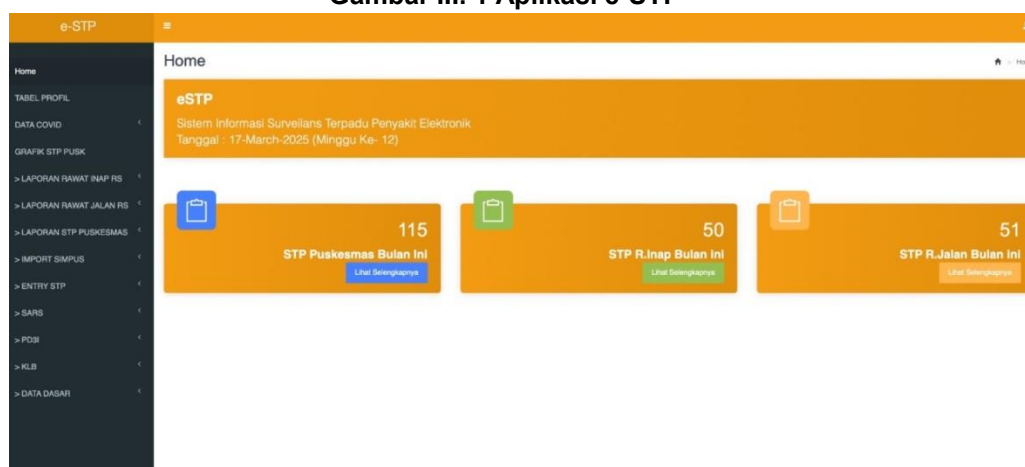 Gambar III. 1 Aplikasi e-STP
e-STP
Home
TABEL PROFIL
DATA COVID
GRAFIK STP PUSK
> LAPORAN RAWAT INAP RS
> LAPORAN RAWAT JALAN RS
> LAPORAN STP PUSKESMAS
> IMPORT SIMPUS
> ENTRY STP
> SARS
> PD3I
> KLB
> DATA DASAR
Home
eSTP
Sistem Informasi Surveilans Terpadu Penyakit Elektronik
Tanggal : 17-March-2025 (Minggu Ke- 12)
115
STP Puskesmas Bulan Ini
Lihat Selengkapnya
50
STP R.Inap Bulan Ini
Lihat Selengkapnya
51
STP R.Jalan Bulan Ini
Lihat Selengkapnya